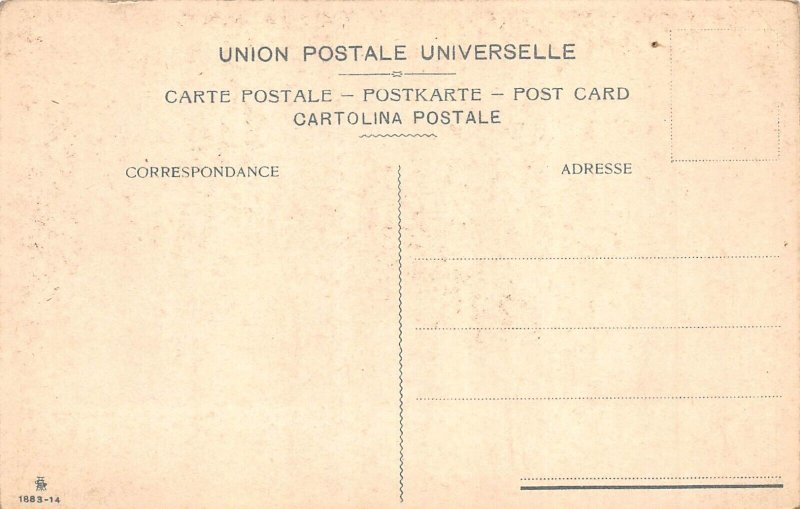 UNION POSTALE UNIVERSELLE
CARTE POSTALE – POSTKARTE – POST CARD
CARTOLINA POSTALE
CORRESPONDANCE
ADRESSE
1883-14